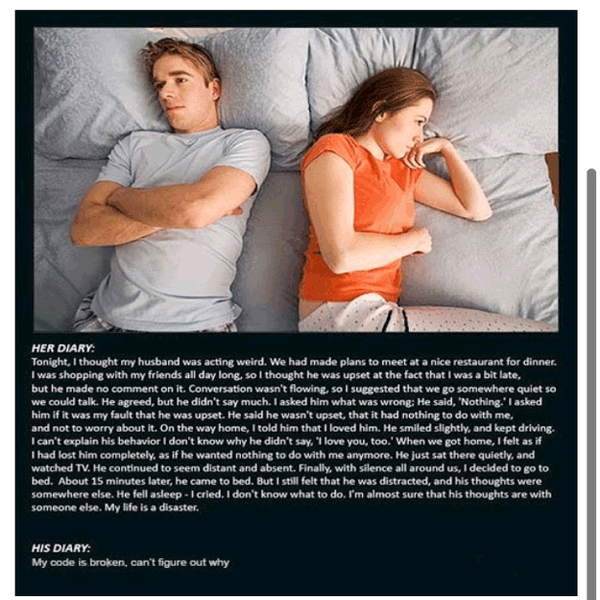 HER DIARY:
Tonight, I thought my husband was acting weird. We had made plans to meet at a nice restaurant for dinner.
I was shopping with my friends all day long, so I thought he was upset at the fact that I was a bit late,
but he made no comment on it. Conversation wasn't flowing, so I suggested that we go somewhere quiet so
we could talk. He agreed, but he didn't say much. I asked him what was wrong; He said, 'Nothing.' I asked
him if it was my fault that he was upset. He said he wasn't upset, that it had nothing to do with me,
and not to worry about it. On the way home, I told him that I loved him. He smiled slightly, and kept driving.
I can't explain his behavior I don't know why he didn't say, 'I love you, too.' When we got home, I felt as if
I had lost him completely, as if he wanted nothing to do with me anymore. He just sat there quietly, and
watched TV. He continued to seem distant and absent. Finally, with silence all around us, I decided to go to
bed. About 15 minutes later, he came to bed. But I still felt that he was distracted, and his thoughts were
somewhere else. He fell asleep - I cried. I don't know what to do. I'm almost sure that his thoughts are with
someone else. My life is a disaster.
HIS DIARY:
My code is broken, can't figure out why